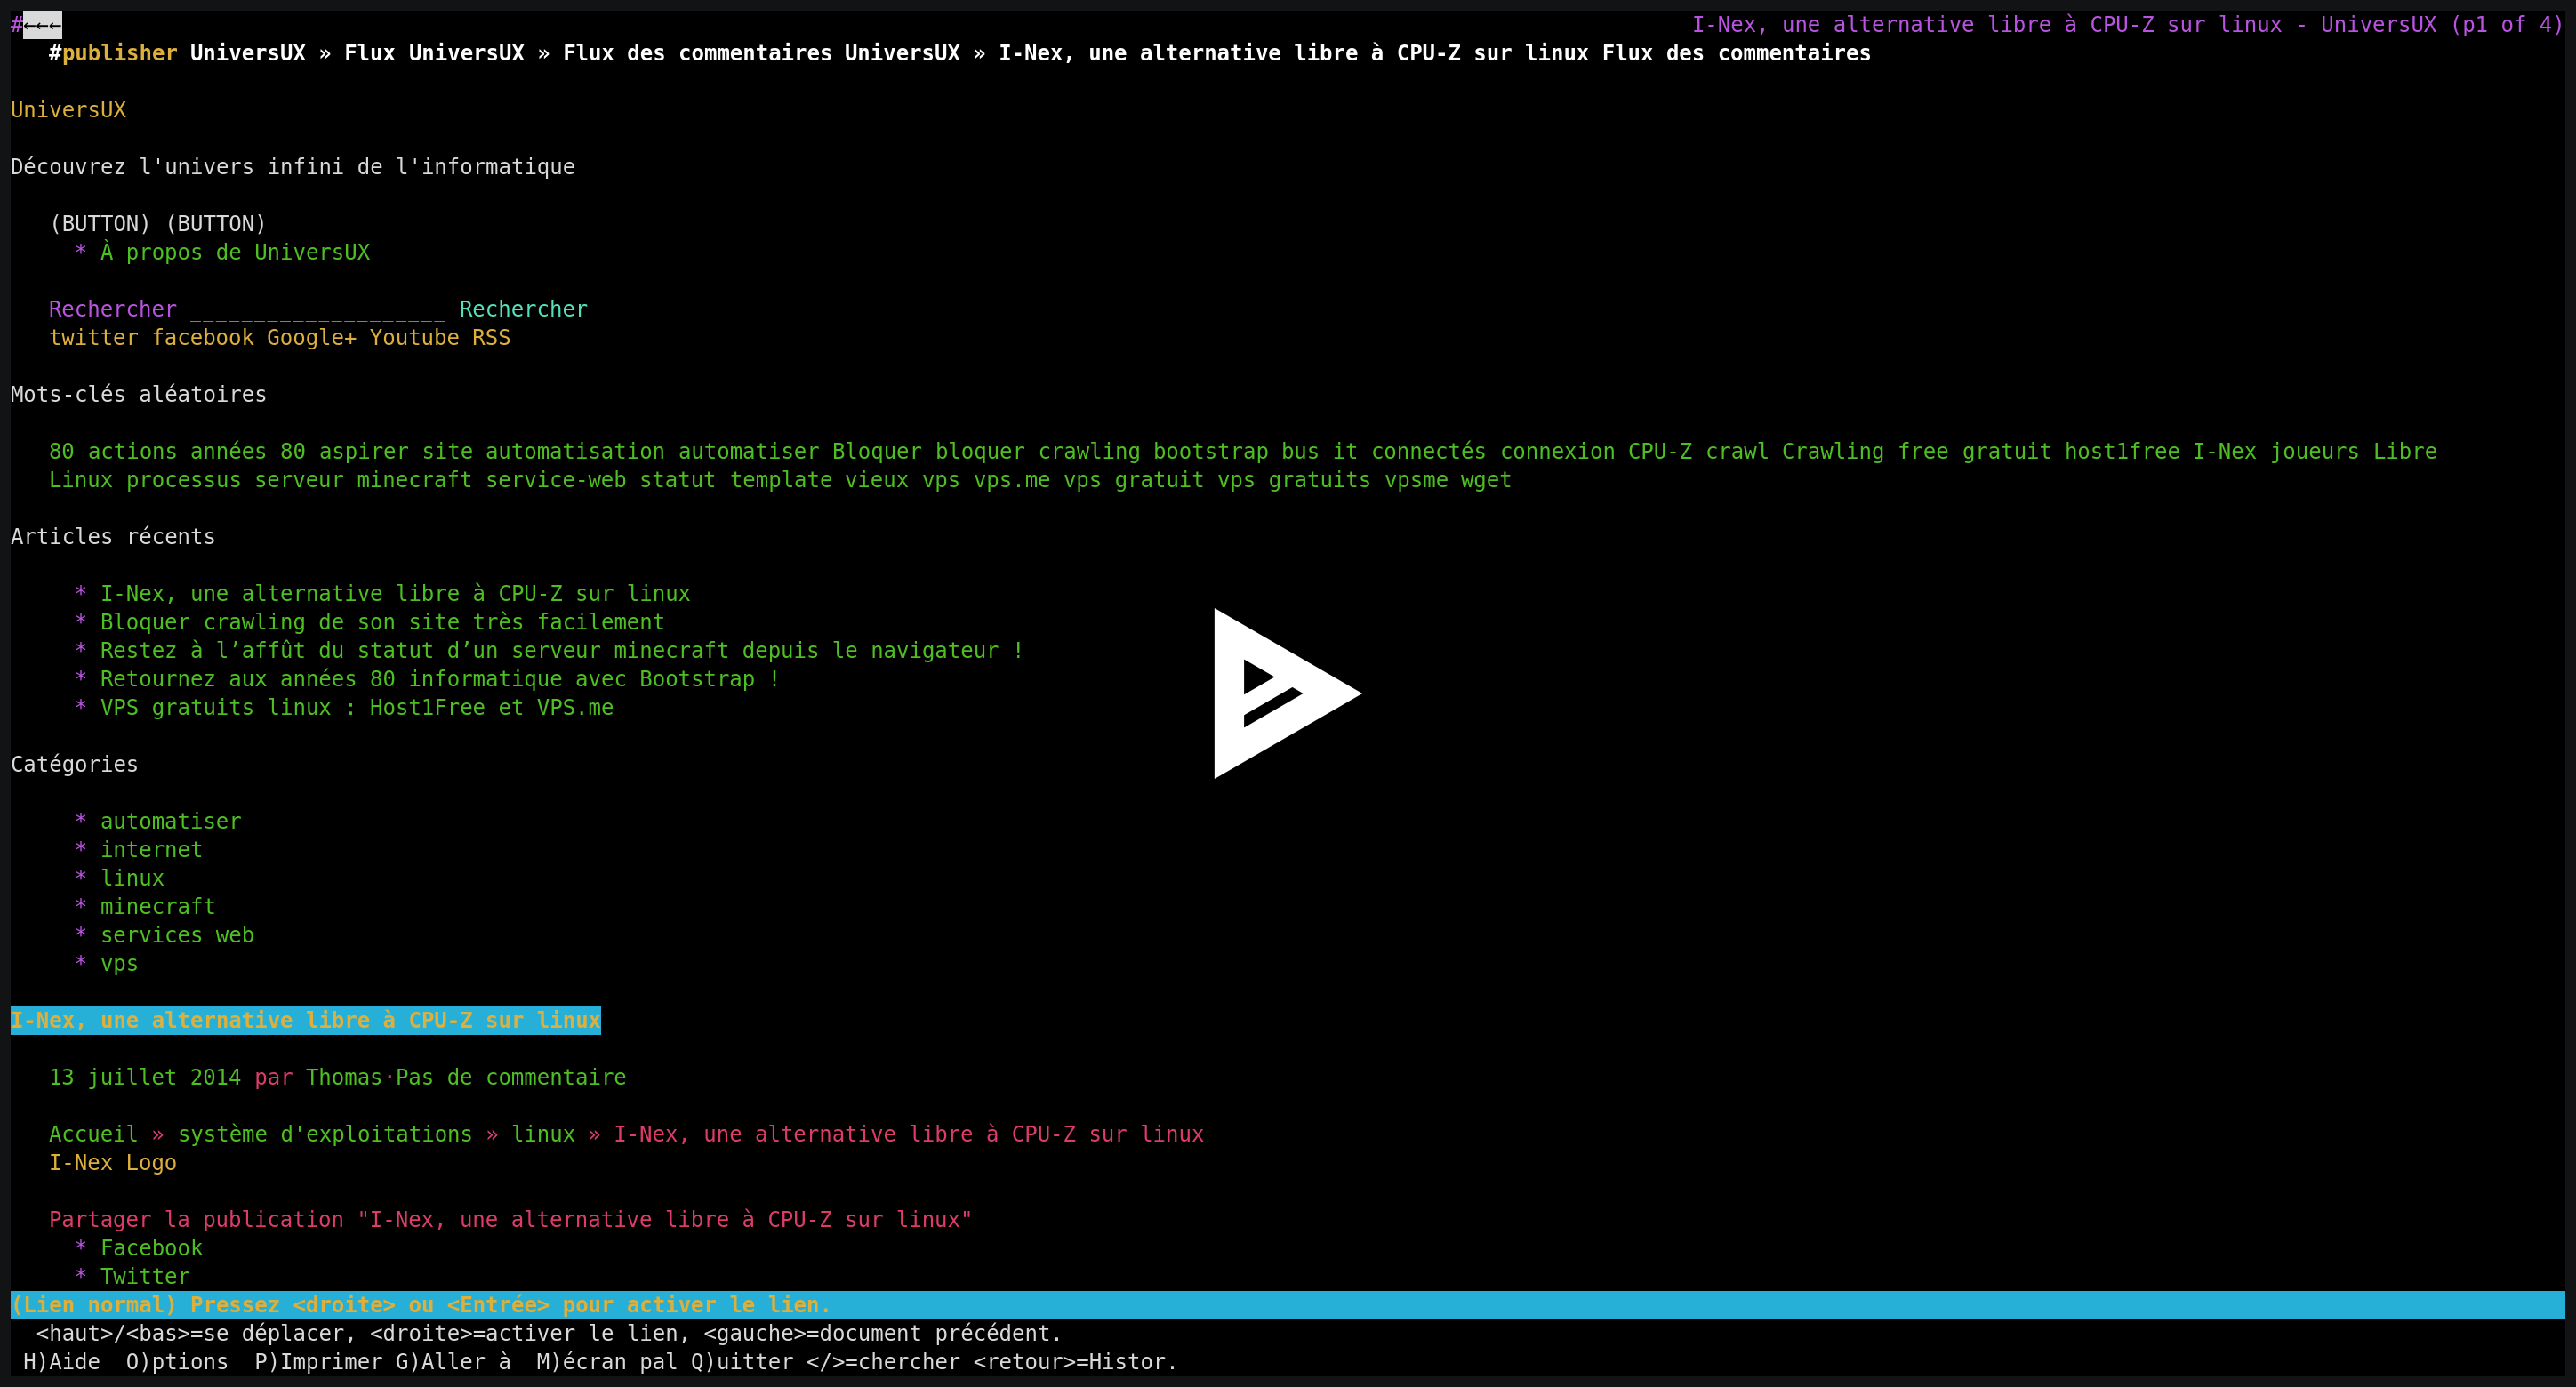 #←←← I-Nex, une alternative libre à CPU-Z sur linux - UniversUX (p1 of 4)
#publisher UniversUX » Flux UniversUX » Flux des commentaires UniversUX » I-Nex, une alternative libre à CPU-Z sur linux Flux des commentaires
UniversUX
Découvrez l'univers infini de l'informatique
(BUTTON) (BUTTON)
* À propos de UniversUX
Rechercher ____________________ Rechercher
twitter facebook Google+ Youtube RSS
Mots-clés aléatoires
80 actions années 80 aspirer site automatisation automatiser Bloquer bloquer crawling bootstrap bus it connectés connexion CPU-Z crawl Crawling free gratuit host1free I-Nex joueurs Libre
Linux processus serveur minecraft service-web statut template vieux vps vps.me vps gratuit vps gratuits vpsme wget
Articles récents
* I-Nex, une alternative libre à CPU-Z sur linux
* Bloquer crawling de son site très facilement
* Restez à l’affût du statut d’un serveur minecraft depuis le navigateur !
* Retournez aux années 80 informatique avec Bootstrap !
* VPS gratuits linux : Host1Free et VPS.me
Catégories
* automatiser
* internet
* linux
* minecraft
* services web
* vps
I-Nex, une alternative libre à CPU-Z sur linux
13 juillet 2014 par Thomas·Pas de commentaire
Accueil » système d'exploitations » linux » I-Nex, une alternative libre à CPU-Z sur linux
I-Nex Logo
Partager la publication "I-Nex, une alternative libre à CPU-Z sur linux"
* Facebook
* Twitter
(Lien normal) Pressez <droite> ou <Entrée> pour activer le lien.
<haut>/<bas>=se déplacer, <droite>=activer le lien, <gauche>=document précédent.
H)Aide  O)ptions  P)Imprimer G)Aller à  M)écran pal Q)uitter </>=chercher <retour>=Histor.